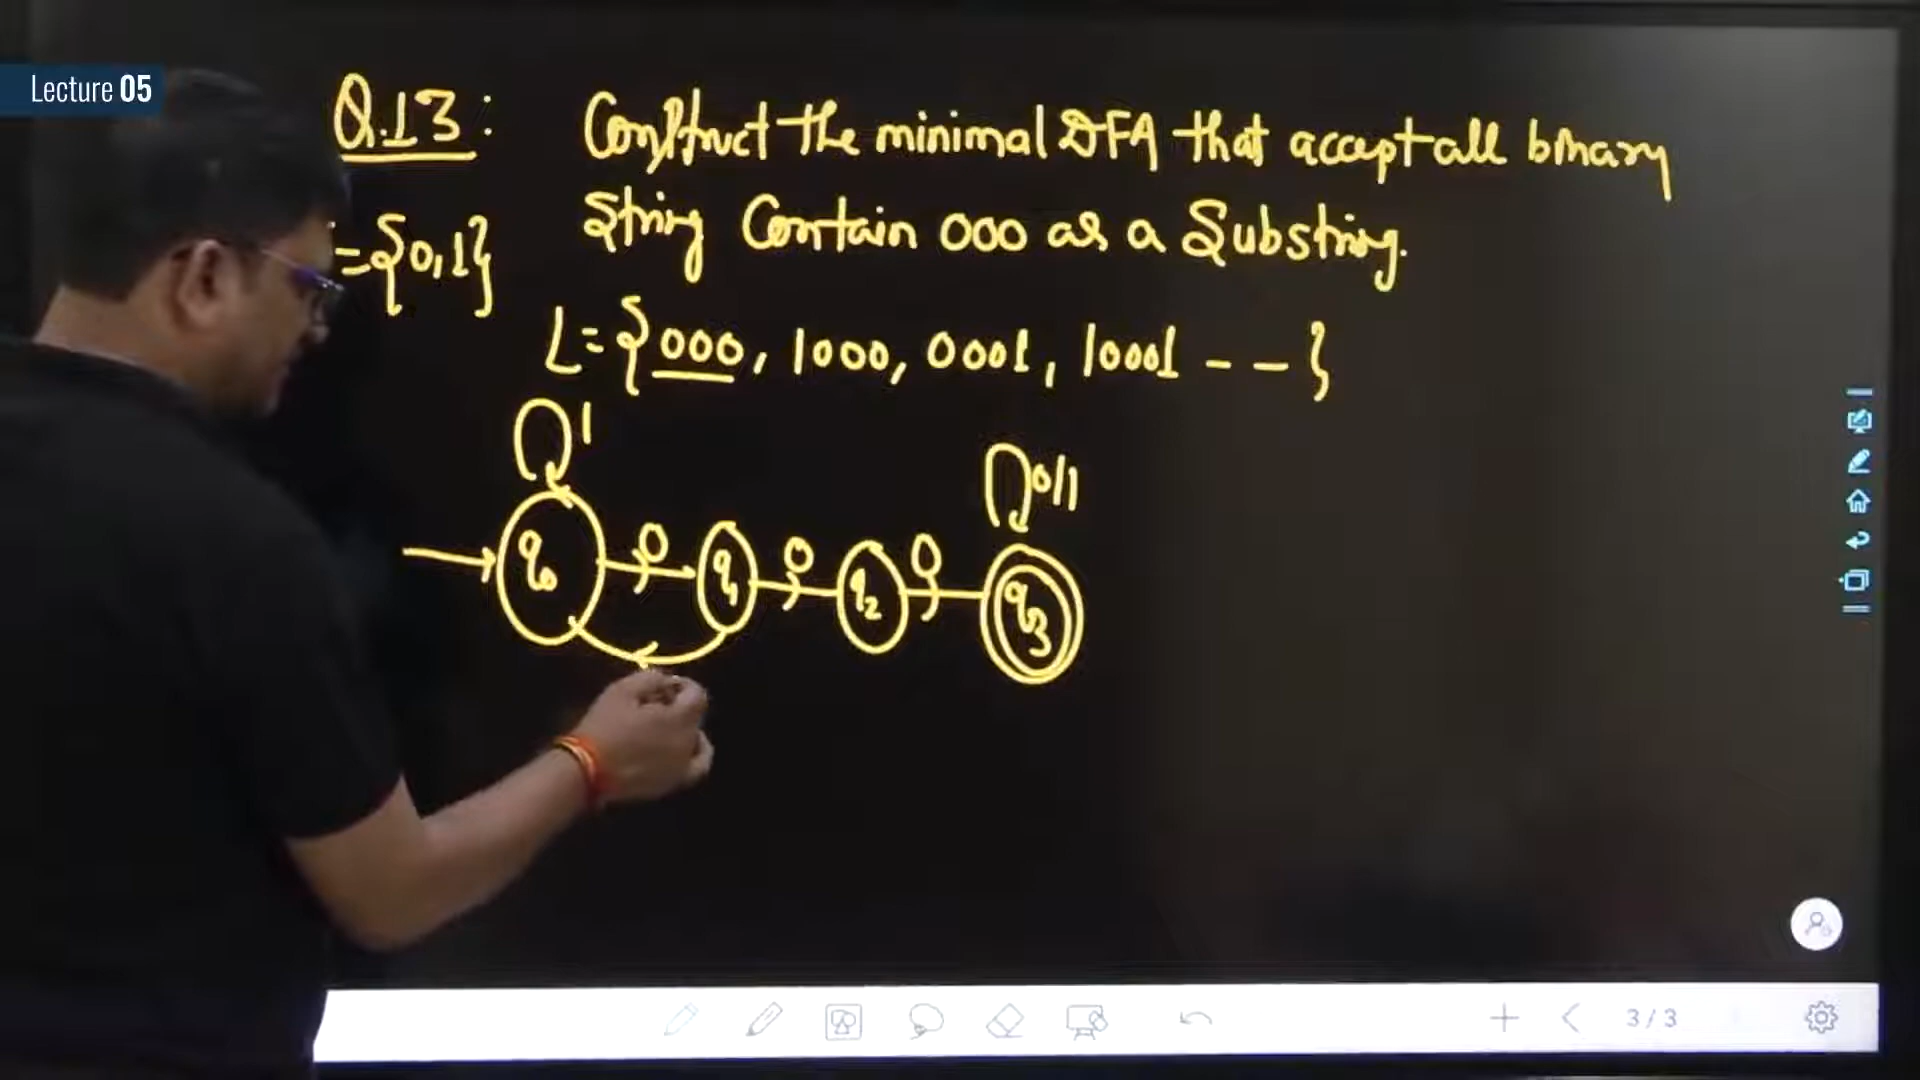 Lecture 05
Q.13: Construct the minimal DFA that accept all binary
String Contain 000 as a Substring.
={0,1}
L={000, 1000, 0001, 10001 - - }
1
0/1
0 0 0
q0 q1 q2 q3
3/3